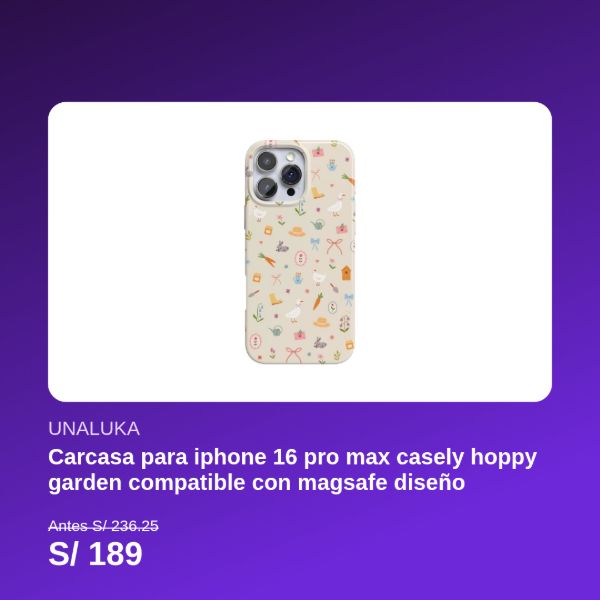 UNALUKA
Carcasa para iphone 16 pro max casely hoppy
garden compatible con magsafe diseño
Antes S/ 236.25
S/ 189